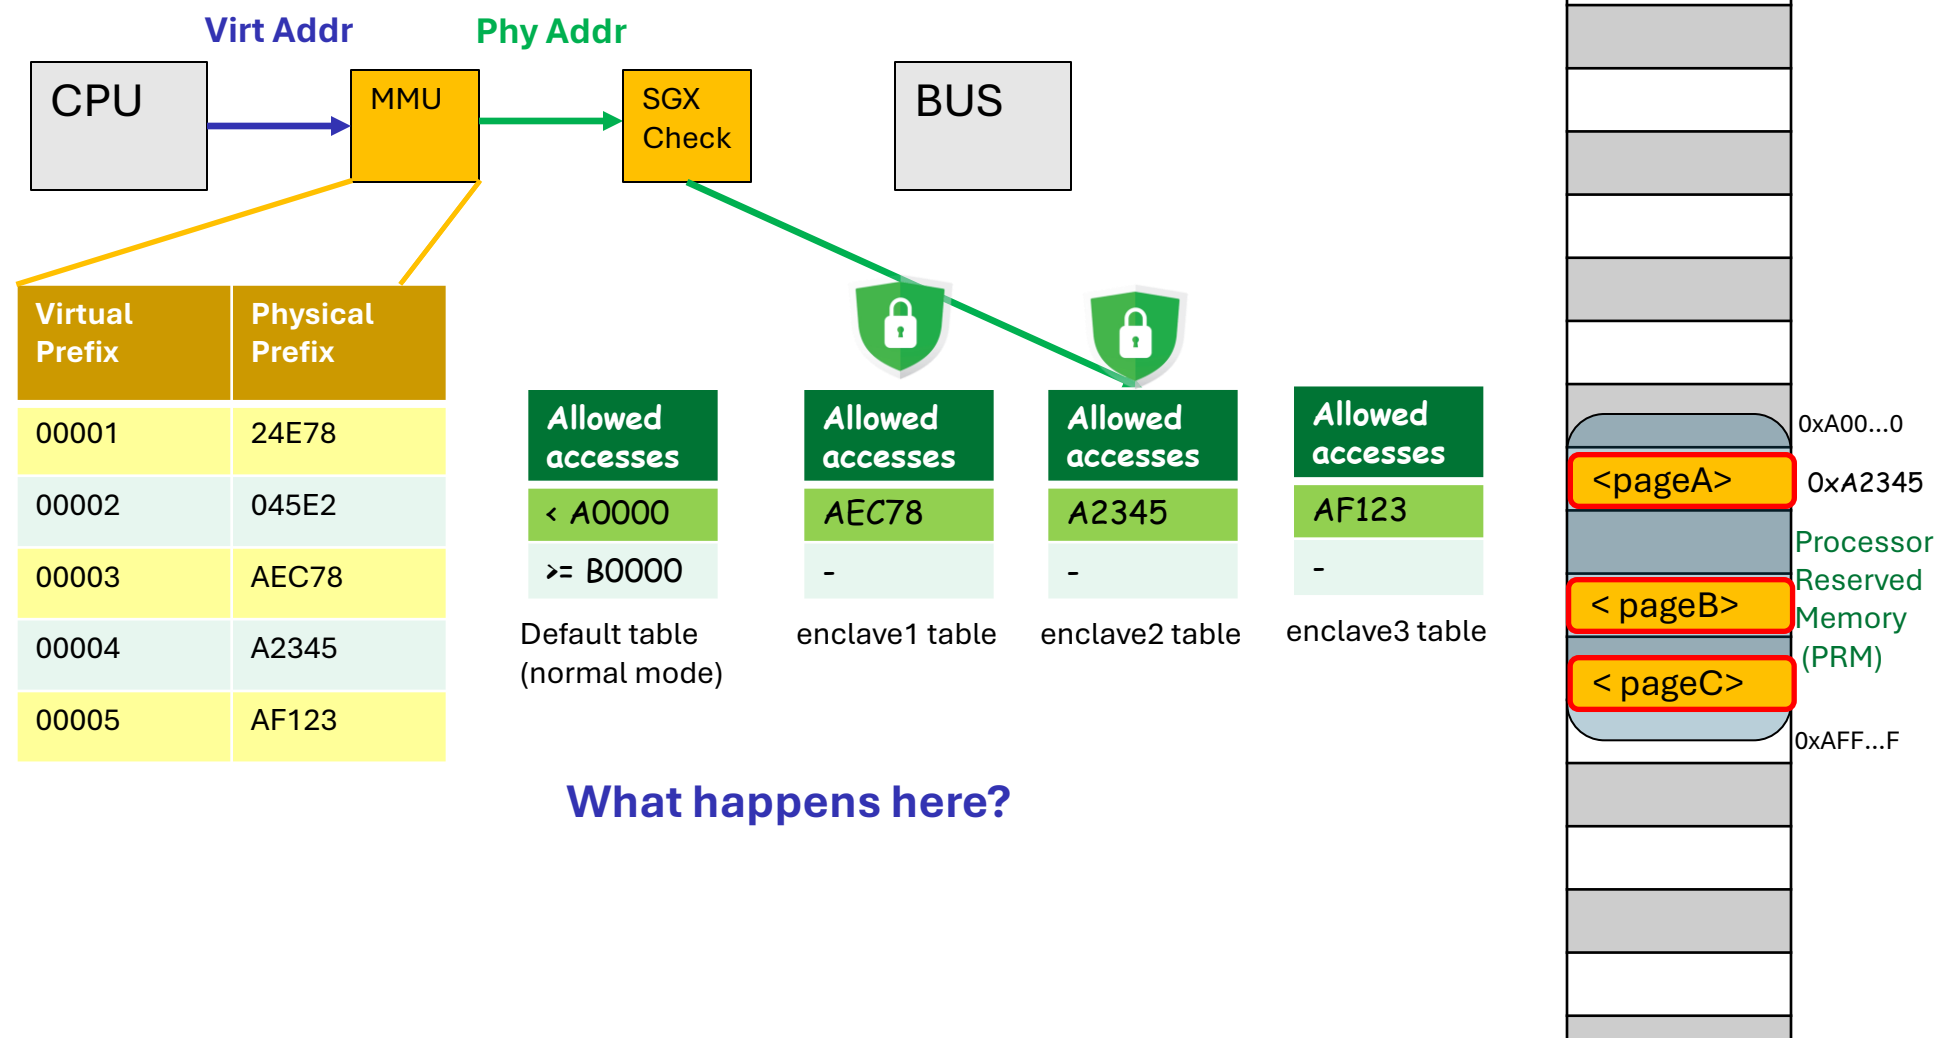 Virt Addr
Phy Addr
CPU
MMU
SGX
Check
BUS
Virtual
Prefix
Physical
Prefix
00001
24E78
00002
045E2
00003
AEC78
00004
A2345
00005
AF123
Allowed
accesses
< A0000
>= B0000
Default table
(normal mode)
Allowed
accesses
AEC78
-
enclave1 table
Allowed
accesses
A2345
-
enclave2 table
Allowed
accesses
AF123
-
enclave3 table
What happens here?
0xA00...0
<pageA>
0xA2345
Processor
Reserved
Memory
(PRM)
< pageB>
< pageC>
0xAFF...F